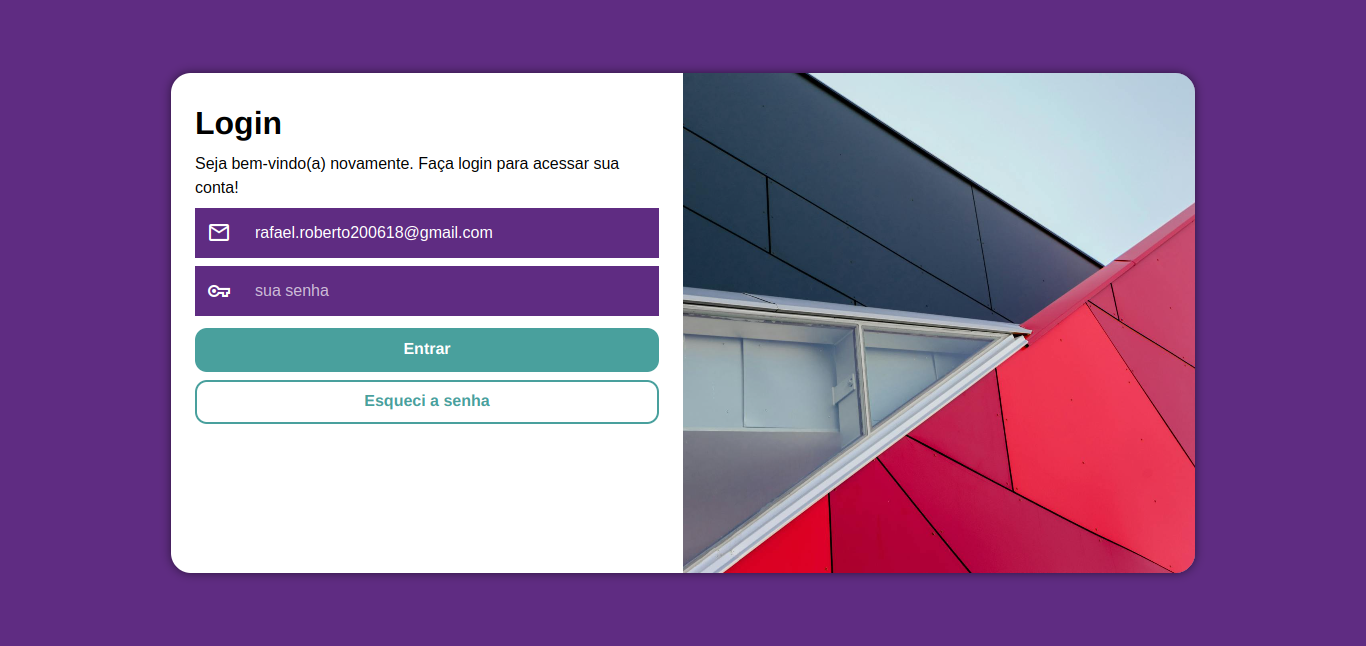 Login
Seja bem-vindo(a) novamente. Faça login para acessar sua
conta!
rafael.roberto200618@gmail.com
sua senha
Entrar
Esqueci a senha